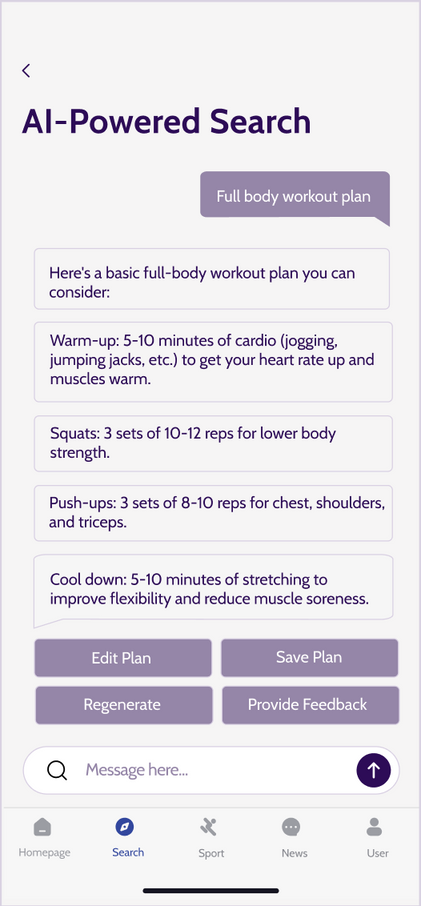 AI-Powered Search
Full body workout plan
Here's a basic full-body workout plan you can
consider:
Warm-up: 5-10 minutes of cardio (jogging,
jumping jacks, etc.) to get your heart rate up and
muscles warm.
Squats: 3 sets of 10-12 reps for lower body
strength.
Push-ups: 3 sets of 8-10 reps for chest, shoulders,
and triceps.
Cool down: 5-10 minutes of stretching to
improve flexibility and reduce muscle soreness.
Edit Plan Save Plan
Regenerate Provide Feedback
Message here...
Homepage Search Sport News User